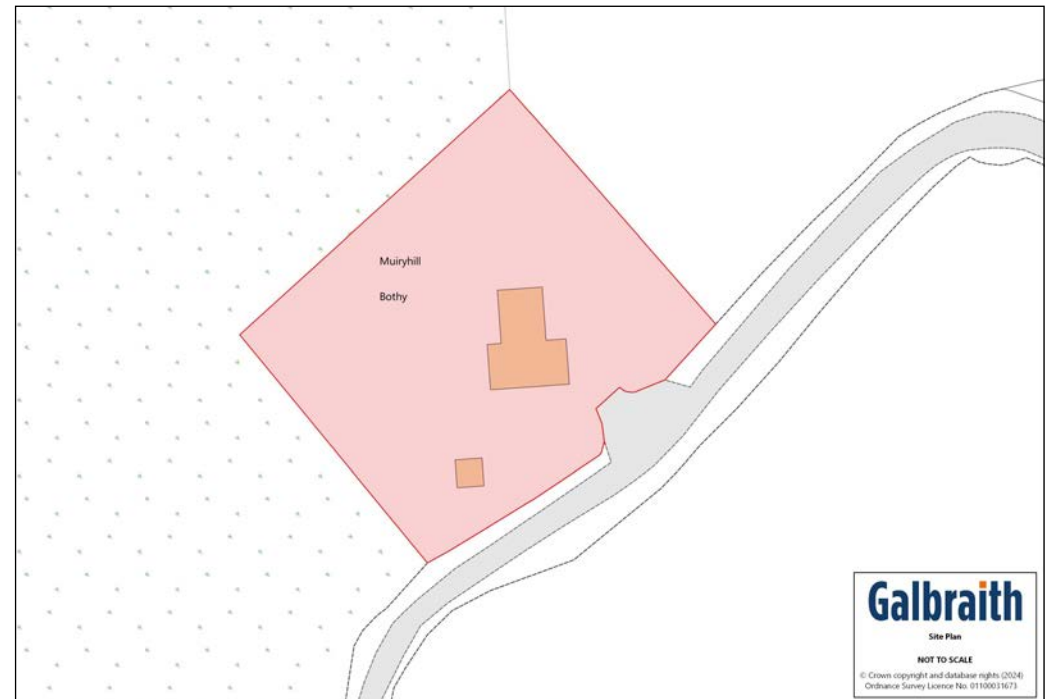 Muiryhill
Bothy
Galbraith
Site Plan
NOT TO SCALE
© Crown copyright and database rights (2024)
Ordnance Survey Licence No. 01100031673